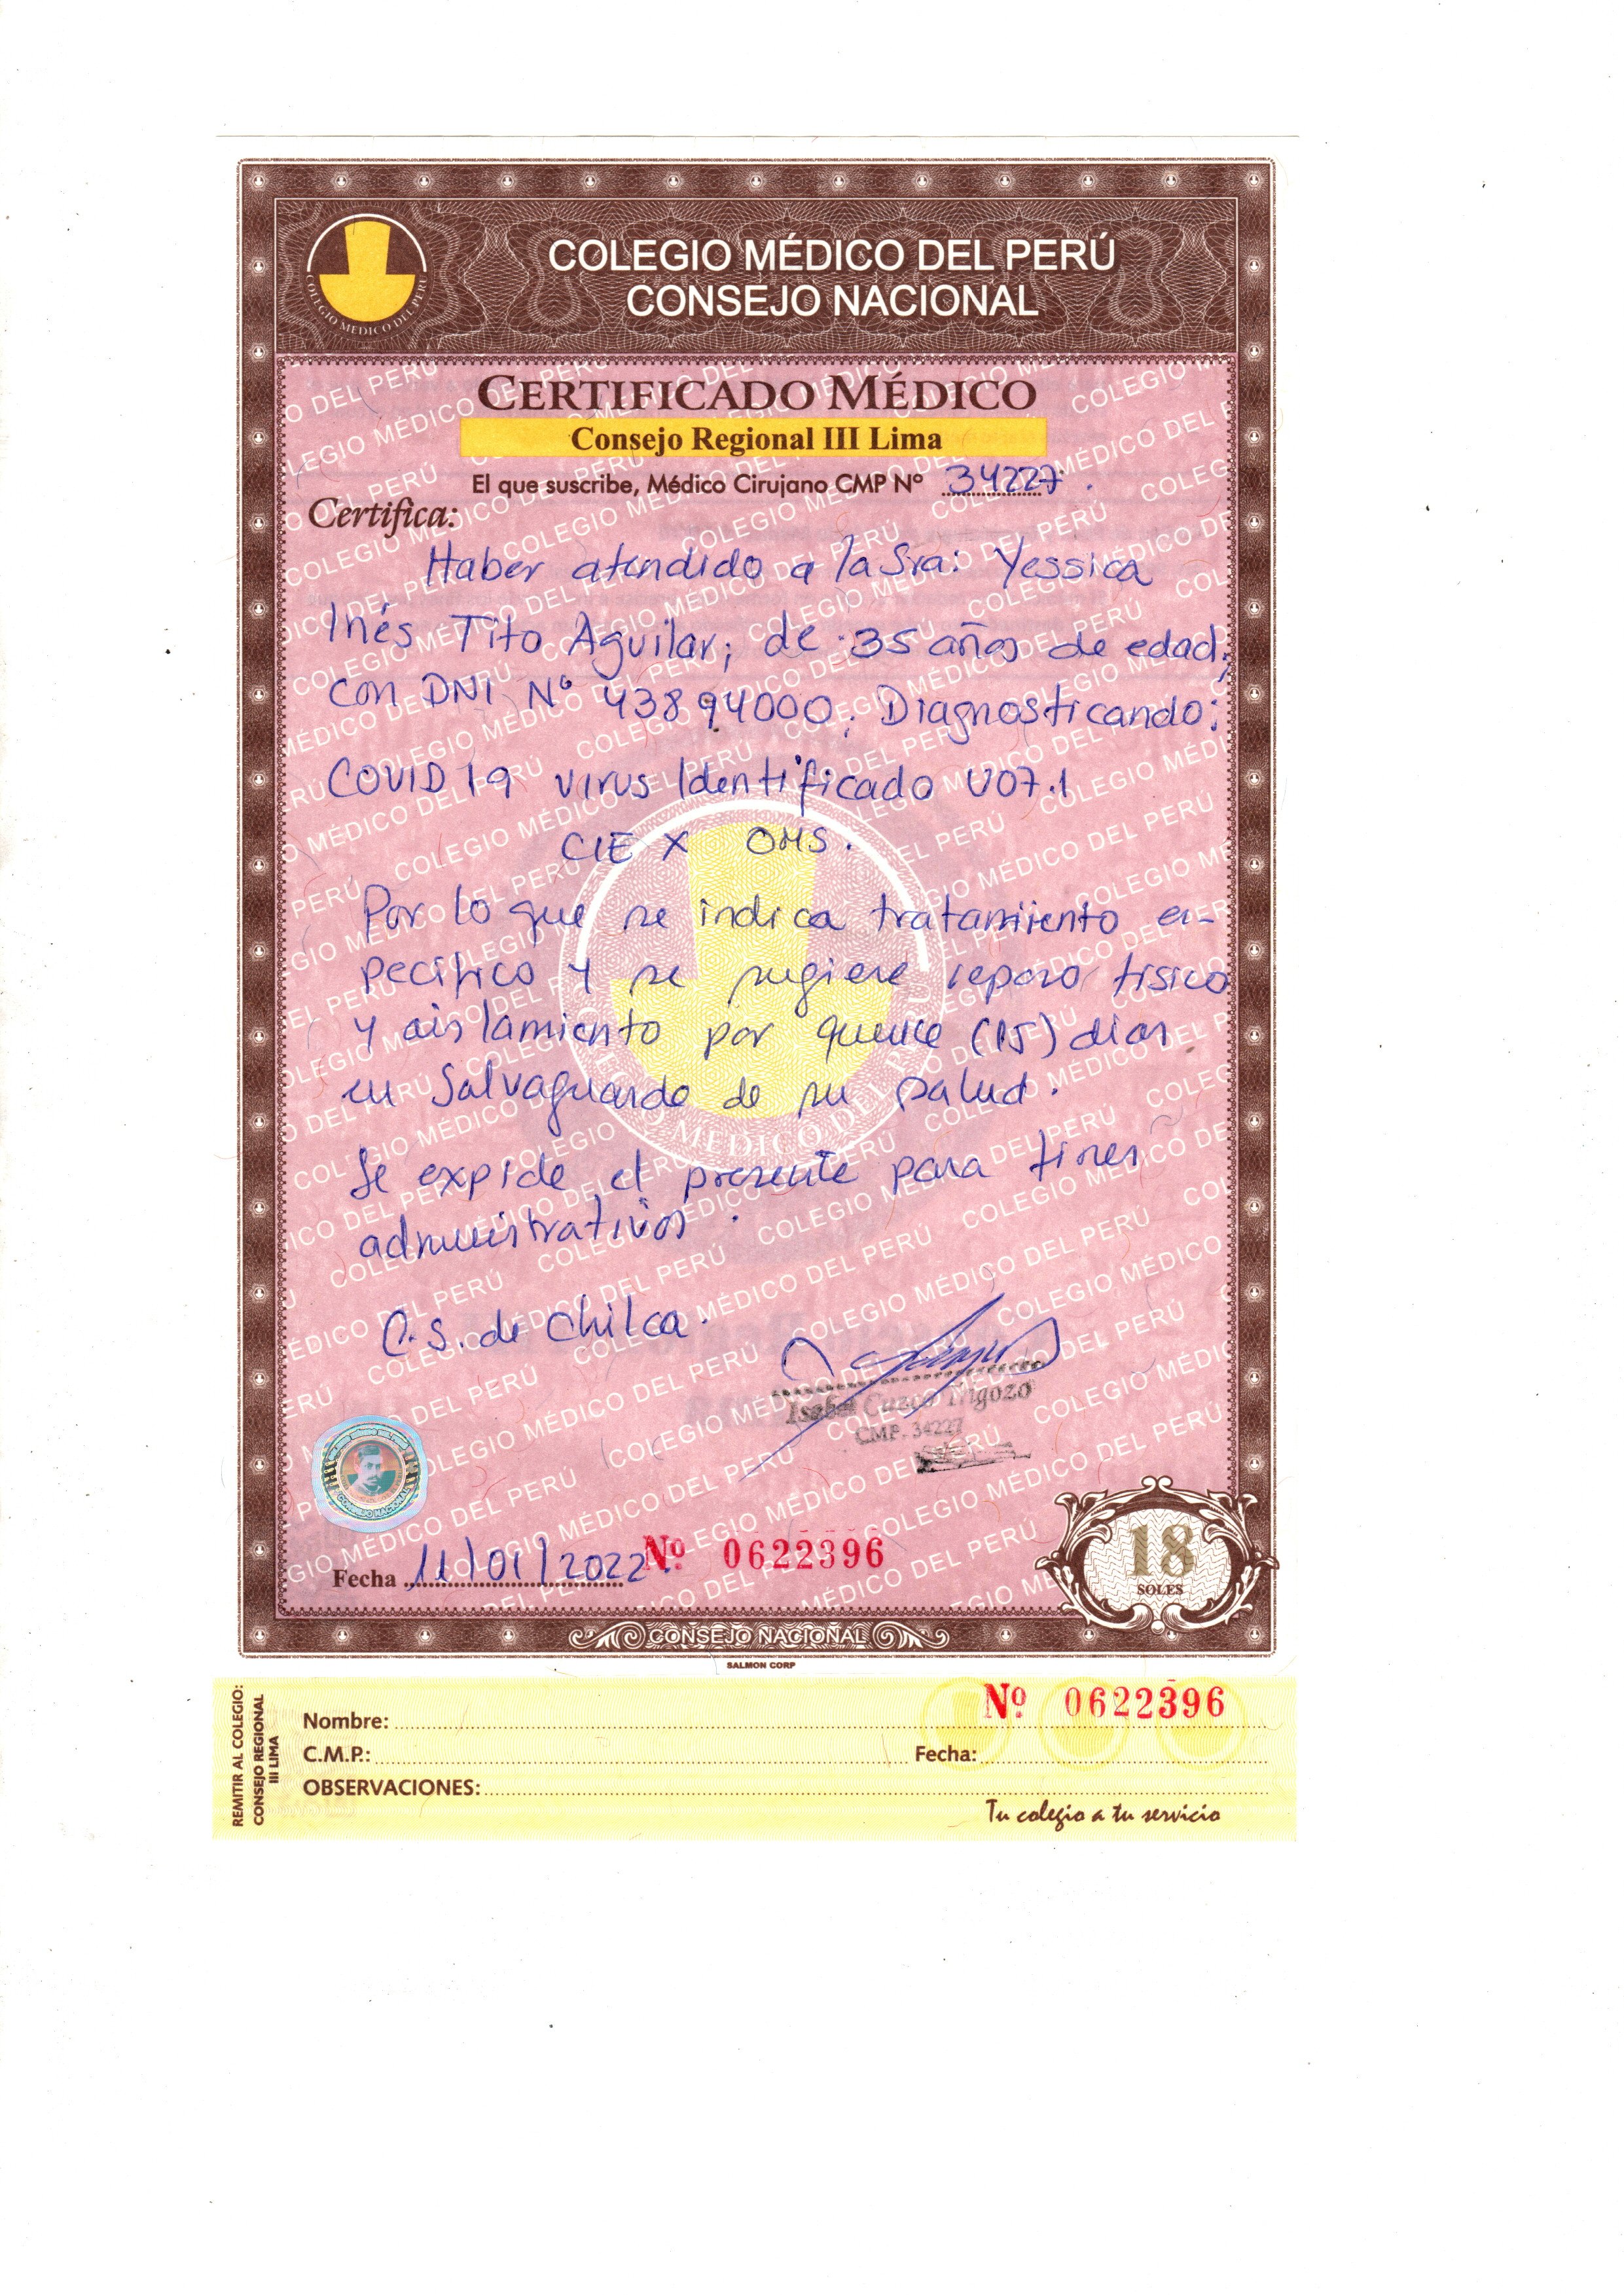 COLEGIO MÉDICO DEL PERÚ
CONSEJO NACIONAL
COLEGIO MEDICO DEL PERU
CERTIFICADO MÉDICO
Consejo Regional III Lima
El que suscribe, Médico Cirujano CMP Nº 34227.
Certifica:
Haber atendido a la Sra: Yessica
Inés Tito Aguilar; de 35 años de edad;
con DNI Nº 43894000; Diagnosticando:
COVID 19 virus Identificado U07.1
CIE X OMS.
Por lo que se indica tratamiento es-
pecífico y se sugiere reposo físico
y aislamiento por quince (15) días
en Salvaguarda de su salud.
Se expide el presente para fines
administrativos.
C.S. de Chilca.
Isabel Cuzco Trigozo
CMP. 34227
Fecha 11/01/2022
Nº 0622396
18
SOLES
CONSEJO NACIONAL
SALMON CORP
REMITIR AL COLEGIO:
CONSEJO REGIONAL
III LIMA
Nº 0622396
Nombre:
C.M.P.: Fecha:
OBSERVACIONES:
Tu colegio a tu servicio